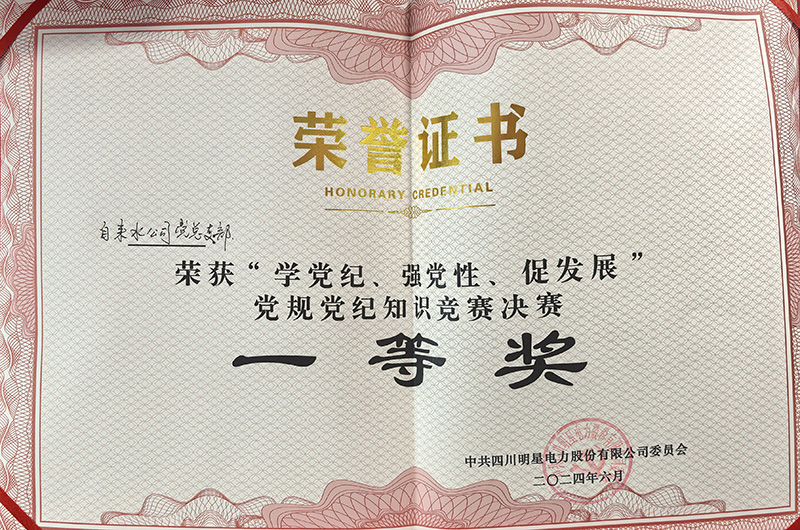 荣誉证书
HONORARY CREDENTIAL
自来水公司党总支部
荣获“学党纪、强党性、促发展”
党规党纪知识竞赛决赛
一等奖
中共四川明星电力股份有限公司委员会
二〇二四年六月